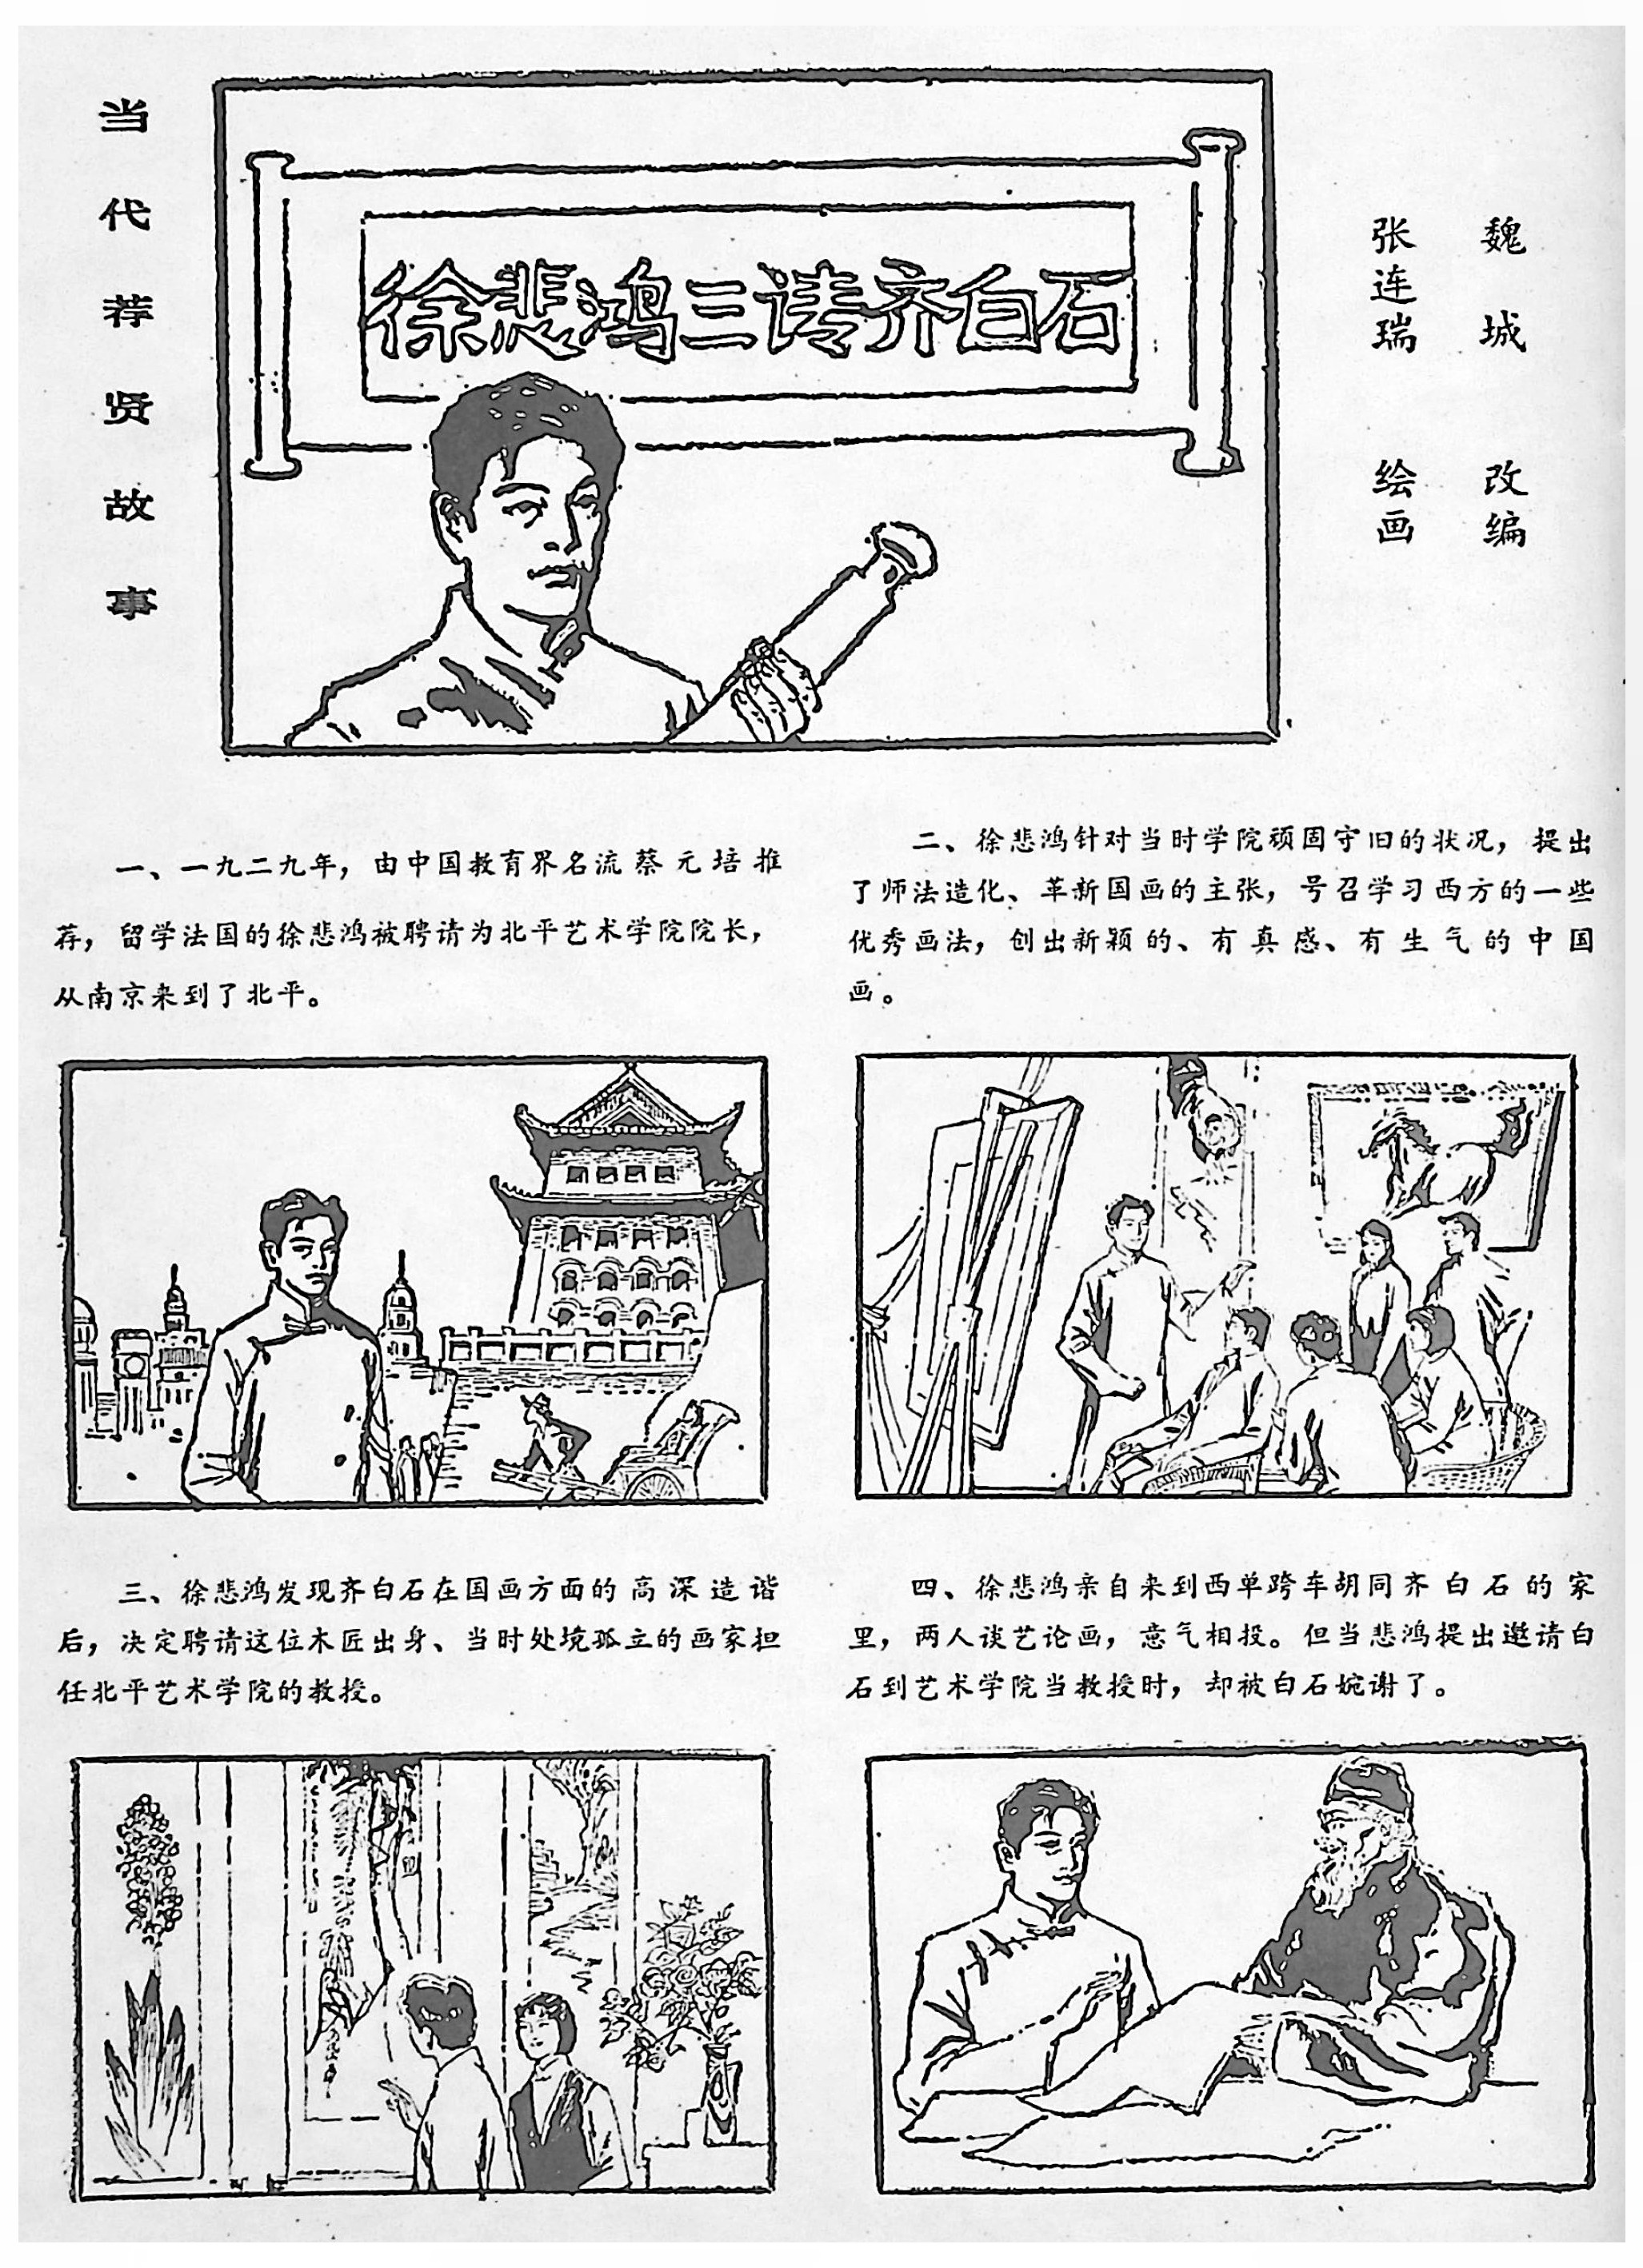 当代荐贤故事
徐悲鸿三请齐白石
魏城 改编
张连瑞 绘画
一、一九二九年，由中国教育界名流蔡元培推
荐，留学法国的徐悲鸿被聘请为北平艺术学院院长，
从南京来到了北平。
二、徐悲鸿针对当时学院顽固守旧的状况，提出
了师法造化、革新国画的主张，号召学习西方的一些
优秀画法，创出新颖的、有真感、有生气的中国
画。
三、徐悲鸿发现齐白石在国画方面的高深造谐
后，决定聘请这位木匠出身、当时处境孤立的画家担
任北平艺术学院的教授。
四、徐悲鸿亲自来到西单跨车胡同齐白石的家
里，两人谈艺论画，意气相投。但当悲鸿提出邀请白
石到艺术学院当教授时，却被白石婉谢了。